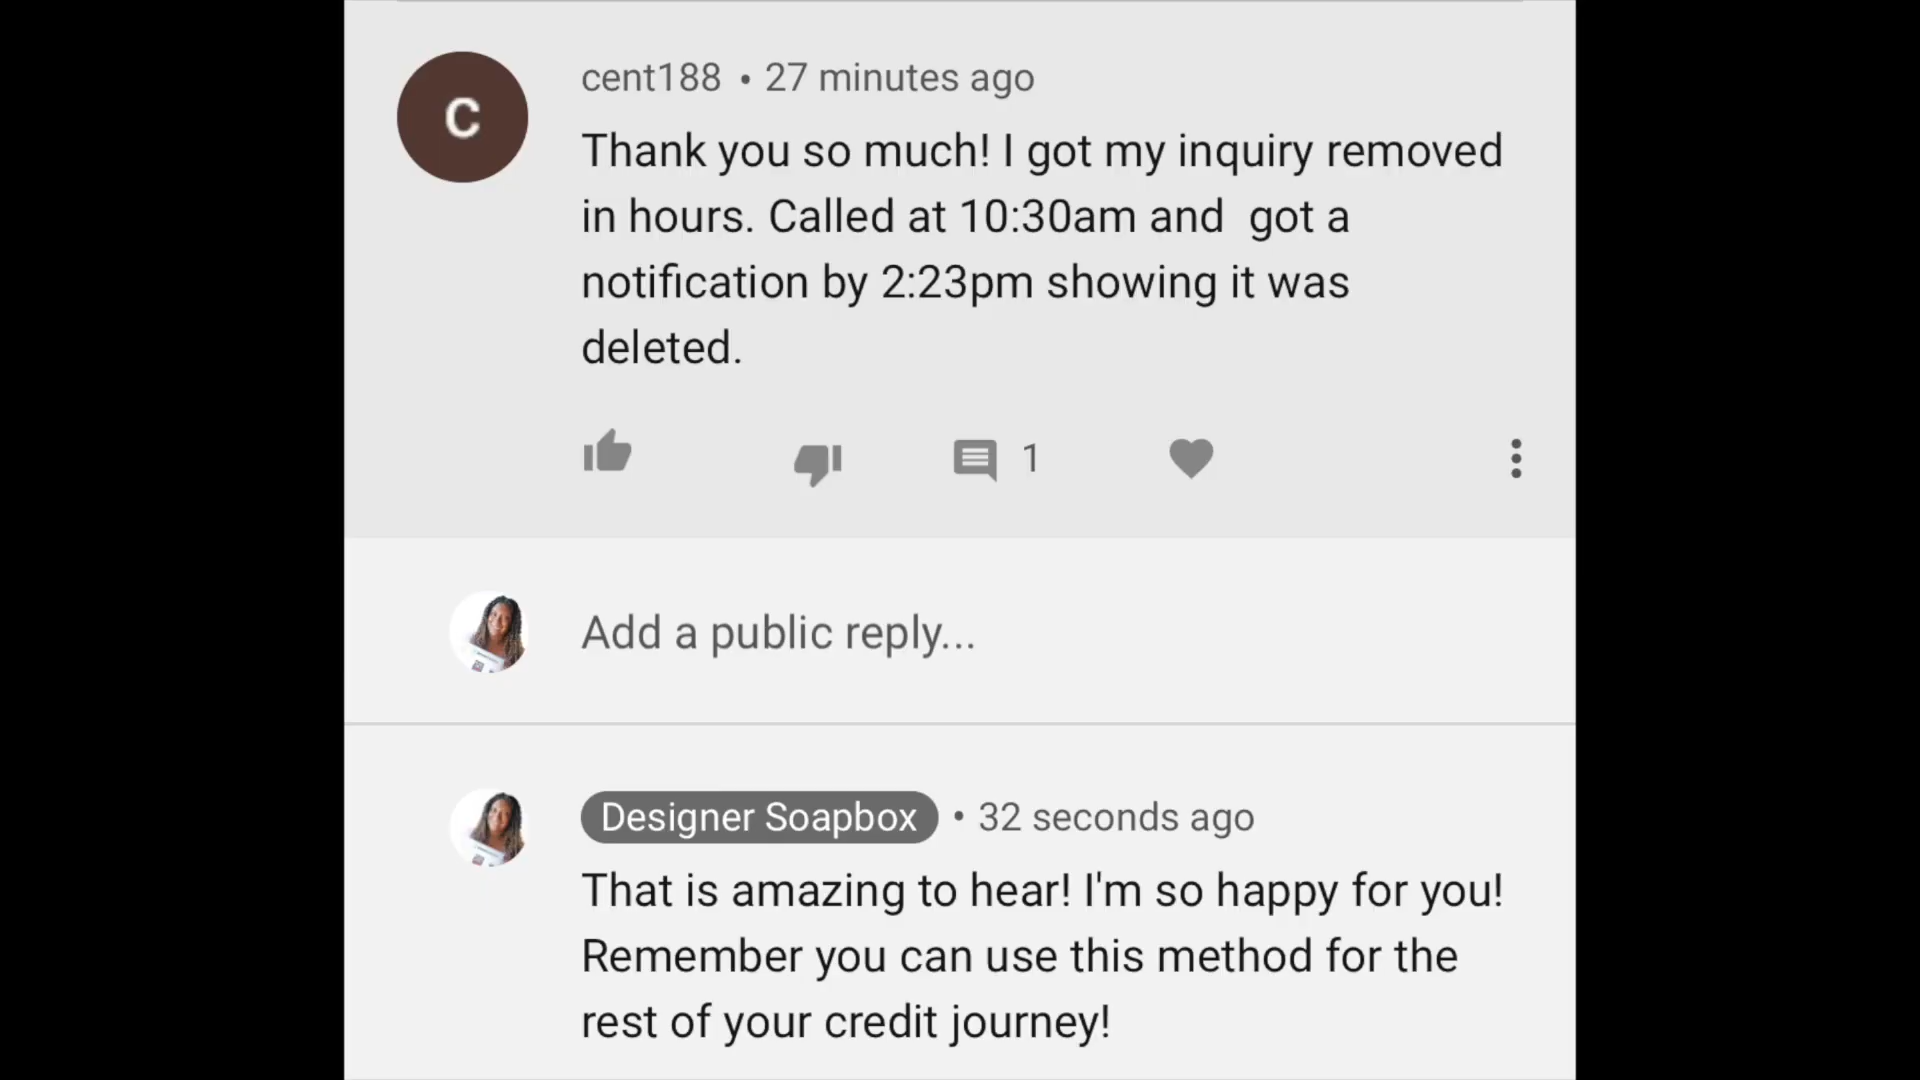 C
cent188 • 27 minutes ago
Thank you so much! I got my inquiry removed
in hours. Called at 10:30am and  got a
notification by 2:23pm showing it was
deleted.
1
Add a public reply...
Designer Soapbox • 32 seconds ago
That is amazing to hear! I'm so happy for you!
Remember you can use this method for the
rest of your credit journey!